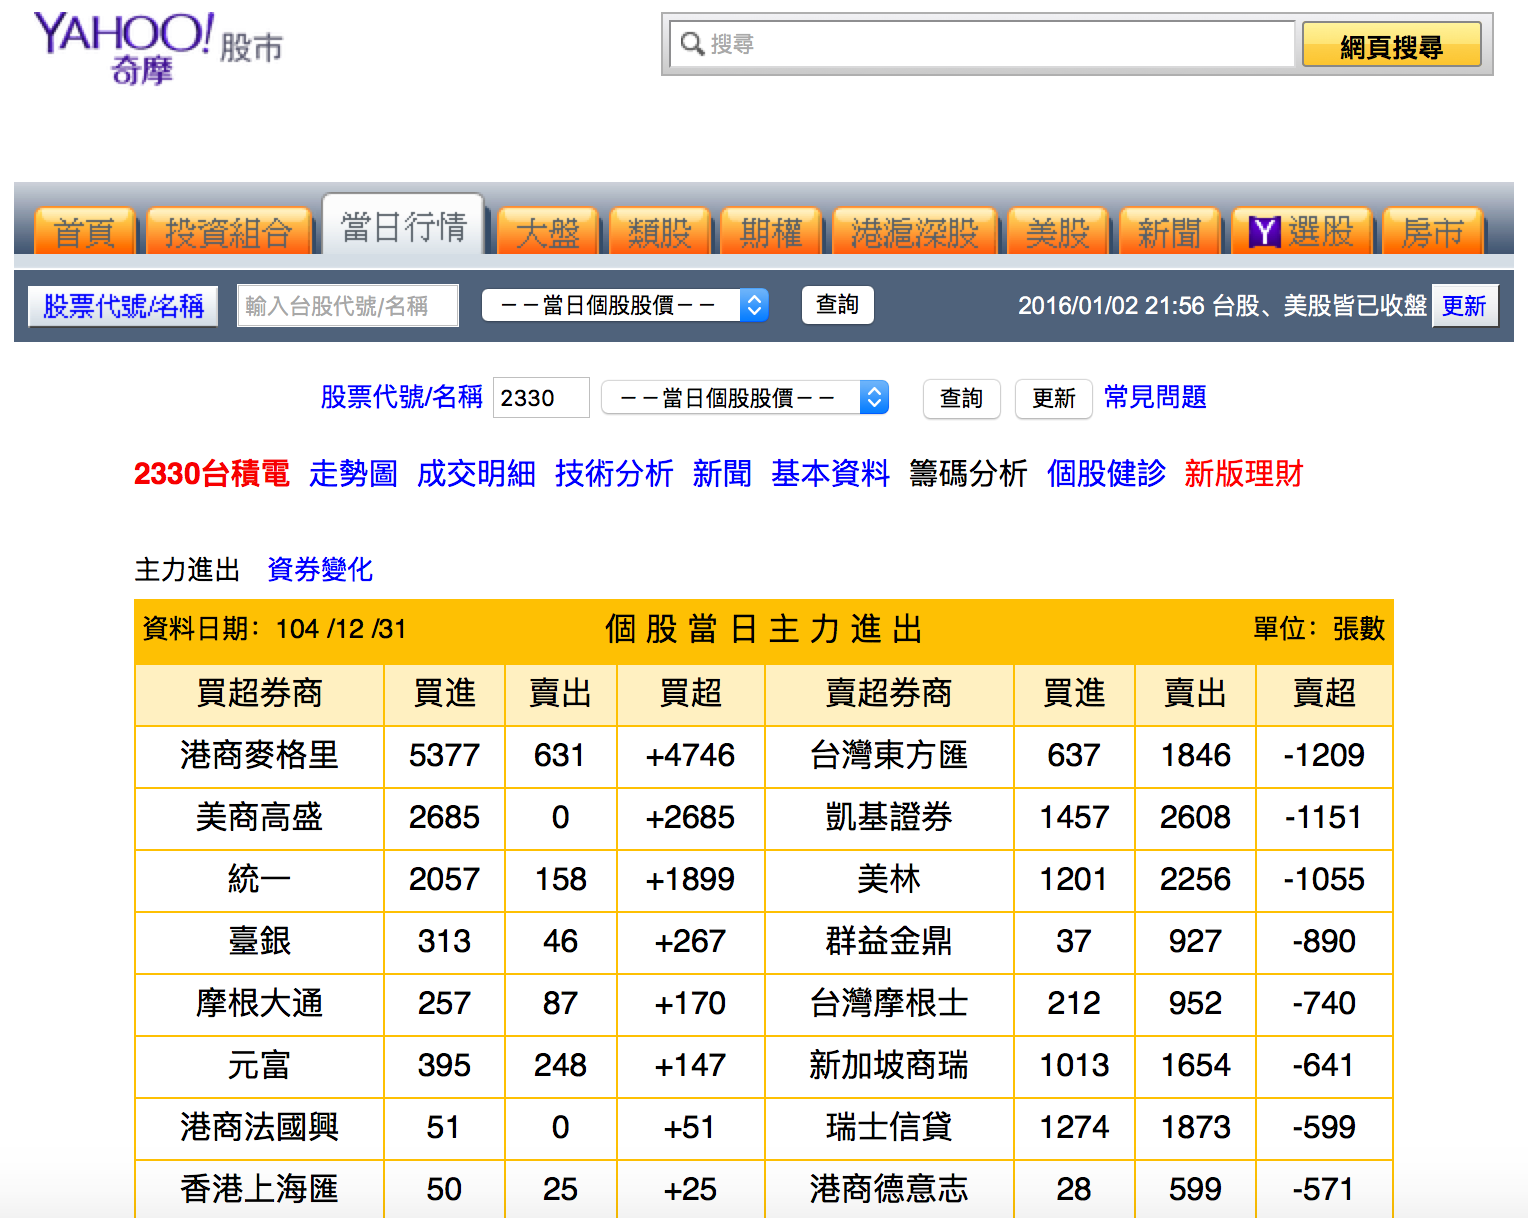 YAHOO! 奇摩 股市
搜尋 網頁搜尋
首頁 投資組合 當日行情 大盤 類股 期權 港滬深股 美股 新聞 Y選股 房市
股票代號/名稱 輸入台股代號/名稱 －－當日個股股價－－ 查詢 2016/01/02 21:56 台股、美股皆已收盤 更新
股票代號/名稱 2330 －－當日個股股價－－ 查詢 更新 常見問題
2330台積電 走勢圖 成交明細 技術分析 新聞 基本資料 籌碼分析 個股健診 新版理財
主力進出 資券變化
資料日期：104 /12 /31 個股當日主力進出 單位：張數
買超券商 買進 賣出 買超 賣超券商 買進 賣出 賣超
港商麥格里 5377 631 +4746 台灣東方匯 637 1846 -1209
美商高盛 2685 0 +2685 凱基證券 1457 2608 -1151
統一 2057 158 +1899 美林 1201 2256 -1055
臺銀 313 46 +267 群益金鼎 37 927 -890
摩根大通 257 87 +170 台灣摩根士 212 952 -740
元富 395 248 +147 新加坡商瑞 1013 1654 -641
港商法國興 51 0 +51 瑞士信貸 1274 1873 -599
香港上海匯 50 25 +25 港商德意志 28 599 -571